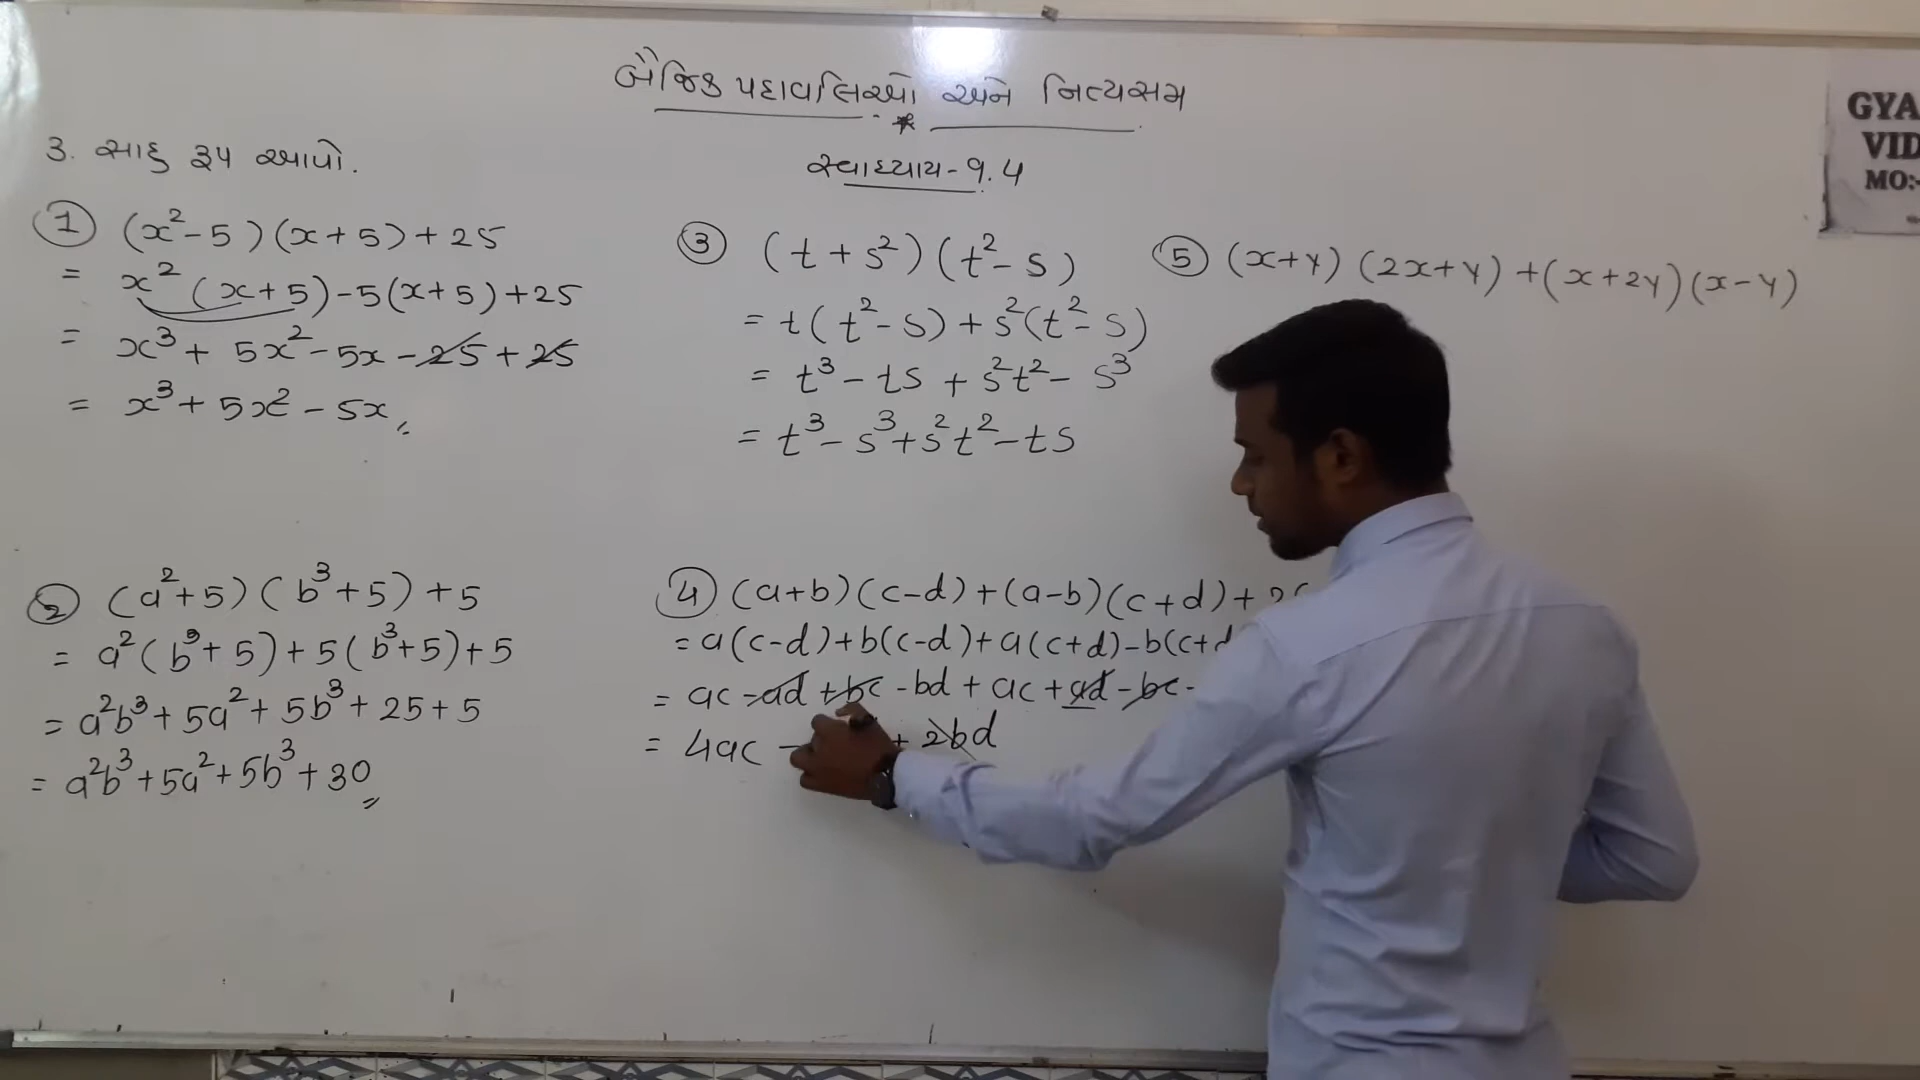 બૈજિક પદાવલિઓ અને નિત્યસમ
*
સ્વાધ્યાય-9.4
3. સાદુ રૂપ આપો.
① (x²-5)(x+5)+25
= x²(x+5)-5(x+5)+25
= x³+5x²-5x-25+25
= x³+5x²-5x
② (a²+5)(b³+5)+5
= a²(b³+5)+5(b³+5)+5
= a²b³+5a²+5b³+25+5
= a²b³+5a²+5b³+30
③ (t+s²)(t²-s)
= t(t²-s)+s²(t²-s)
= t³-ts+s²t²-s³
= t³-s³+s²t²-ts
④ (a+b)(c-d)+(a-b)(c+d)+2(
= a(c-d)+b(c-d)+a(c+d)-b(c+d
= ac-ad+bc-bd+ac+ad-bc-
= 4ac - + 2bd
⑤ (x+y)(2x+y)+(x+2y)(x-y)
GYA
VID
MO:-